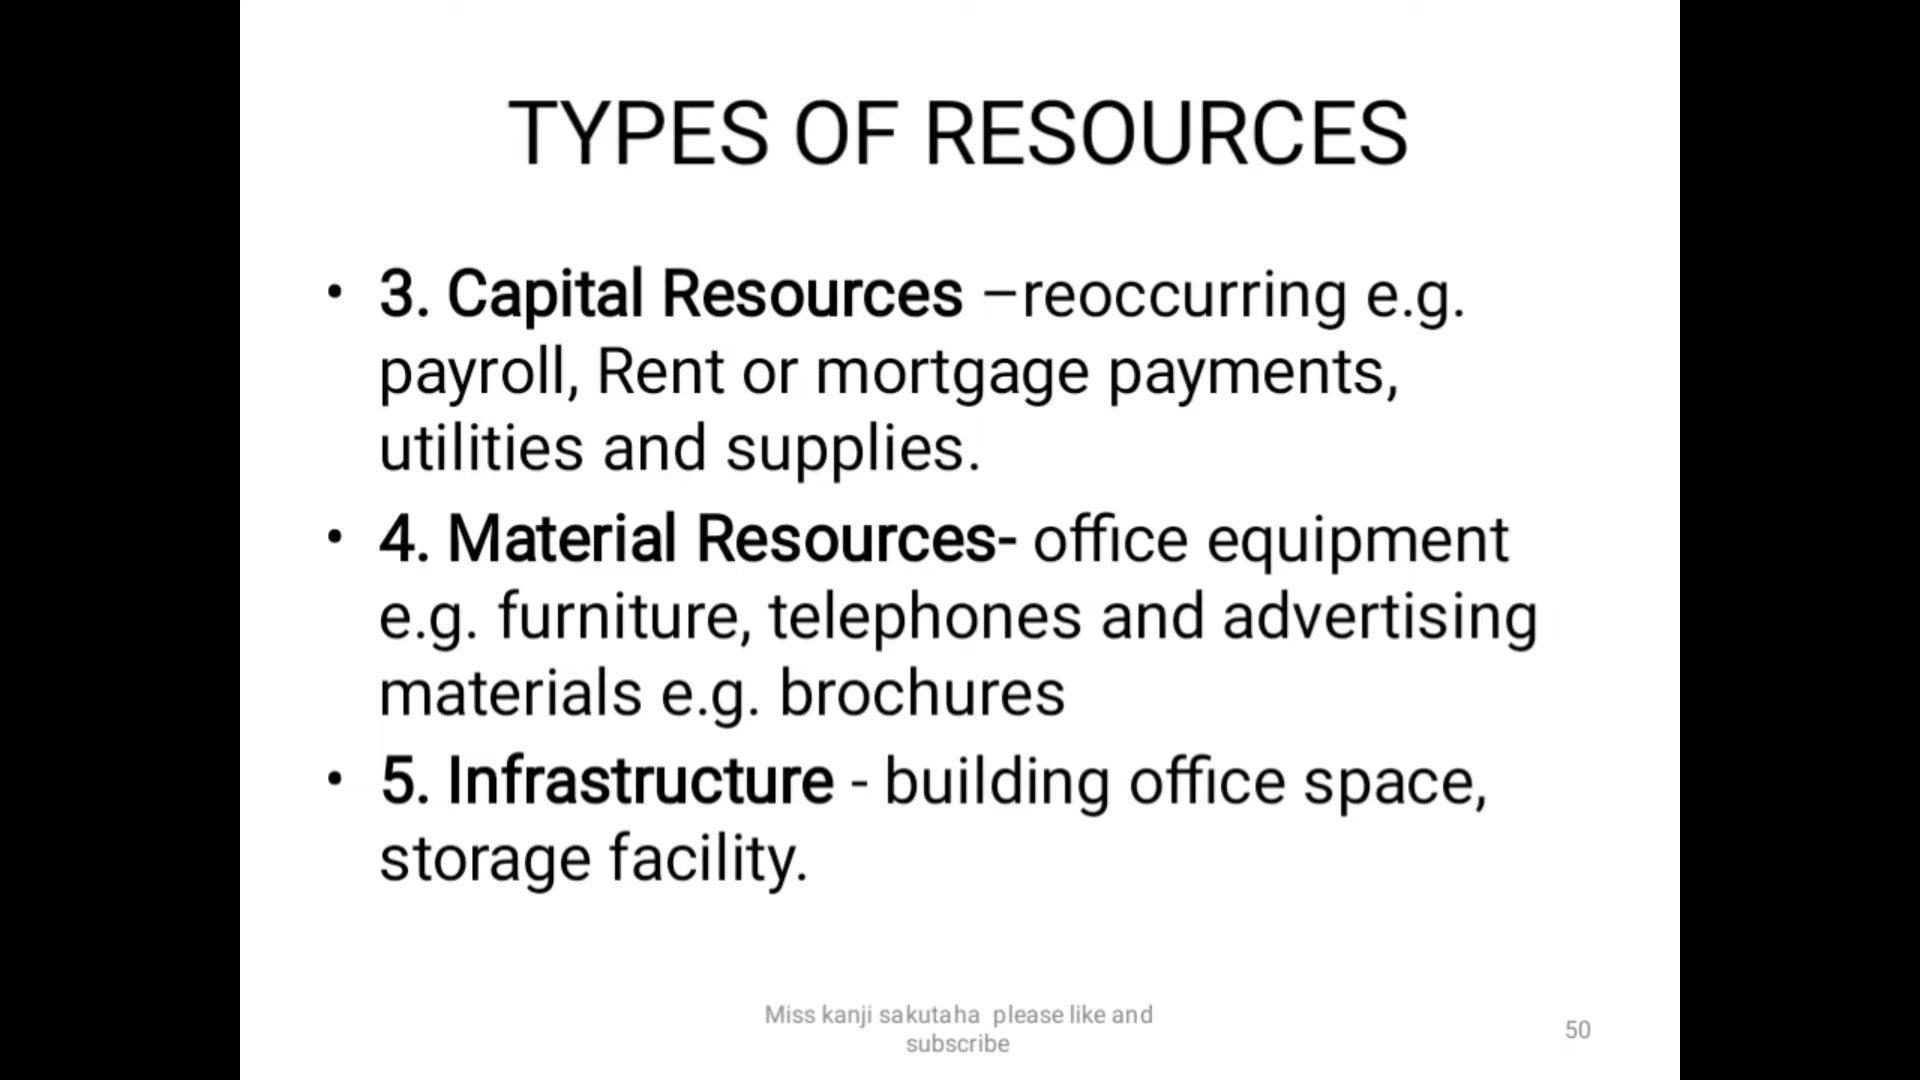 TYPES OF RESOURCES
• 3. Capital Resources –reoccurring e.g.
payroll, Rent or mortgage payments,
utilities and supplies.
• 4. Material Resources- office equipment
e.g. furniture, telephones and advertising
materials e.g. brochures
• 5. Infrastructure - building office space,
storage facility.
Miss kanji sakutaha  please like and
subscribe
50